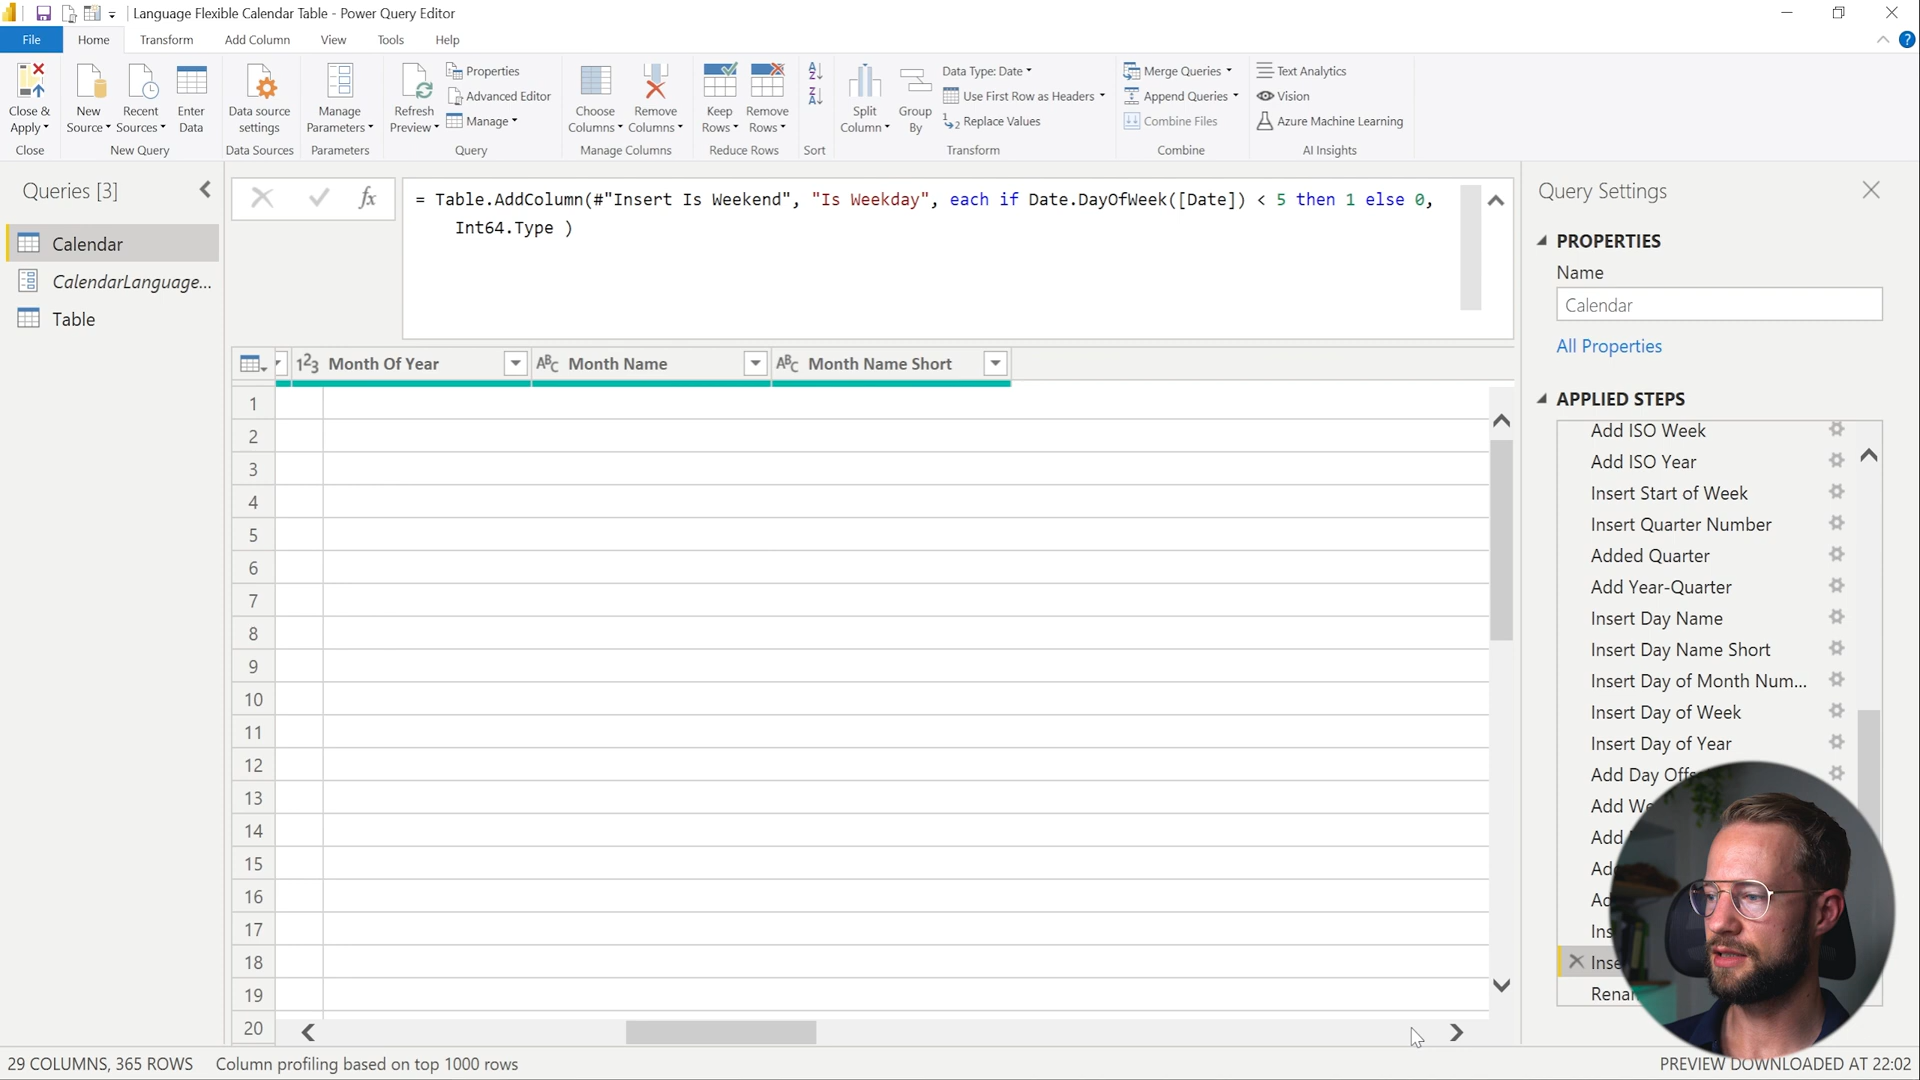 Language Flexible Calendar Table - Power Query Editor
File
Home
Transform
Add Column
View
Tools
Help
Close &
Apply
Close
New
Source
Recent
Sources
Enter
Data
New Query
Data source
settings
Data Sources
Manage
Parameters
Parameters
Refresh
Preview
Properties
Advanced Editor
Manage
Query
Choose
Columns
Remove
Columns
Manage Columns
Keep
Rows
Remove
Rows
Reduce Rows
Sort
Split
Column
Group
By
Data Type: Date
Use First Row as Headers
Replace Values
Transform
Merge Queries
Append Queries
Combine Files
Combine
Text Analytics
Vision
Azure Machine Learning
AI Insights
Queries [3]
Calendar
CalendarLanguage...
Table
fx
= Table.AddColumn(#"Insert Is Weekend", "Is Weekday", each if Date.DayOfWeek([Date]) < 5 then 1 else 0,
Int64.Type )
123 Month Of Year
ABC Month Name
ABC Month Name Short
1
2
3
4
5
6
7
8
9
10
11
12
13
14
15
16
17
18
19
20
Query Settings
PROPERTIES
Name
Calendar
All Properties
APPLIED STEPS
Add ISO Week
Add ISO Year
Insert Start of Week
Insert Quarter Number
Added Quarter
Add Year-Quarter
Insert Day Name
Insert Day Name Short
Insert Day of Month Num...
Insert Day of Week
Insert Day of Year
Add Day Offs
Add We
Add
29 COLUMNS, 365 ROWS
Column profiling based on top 1000 rows
PREVIEW DOWNLOADED AT 22:02